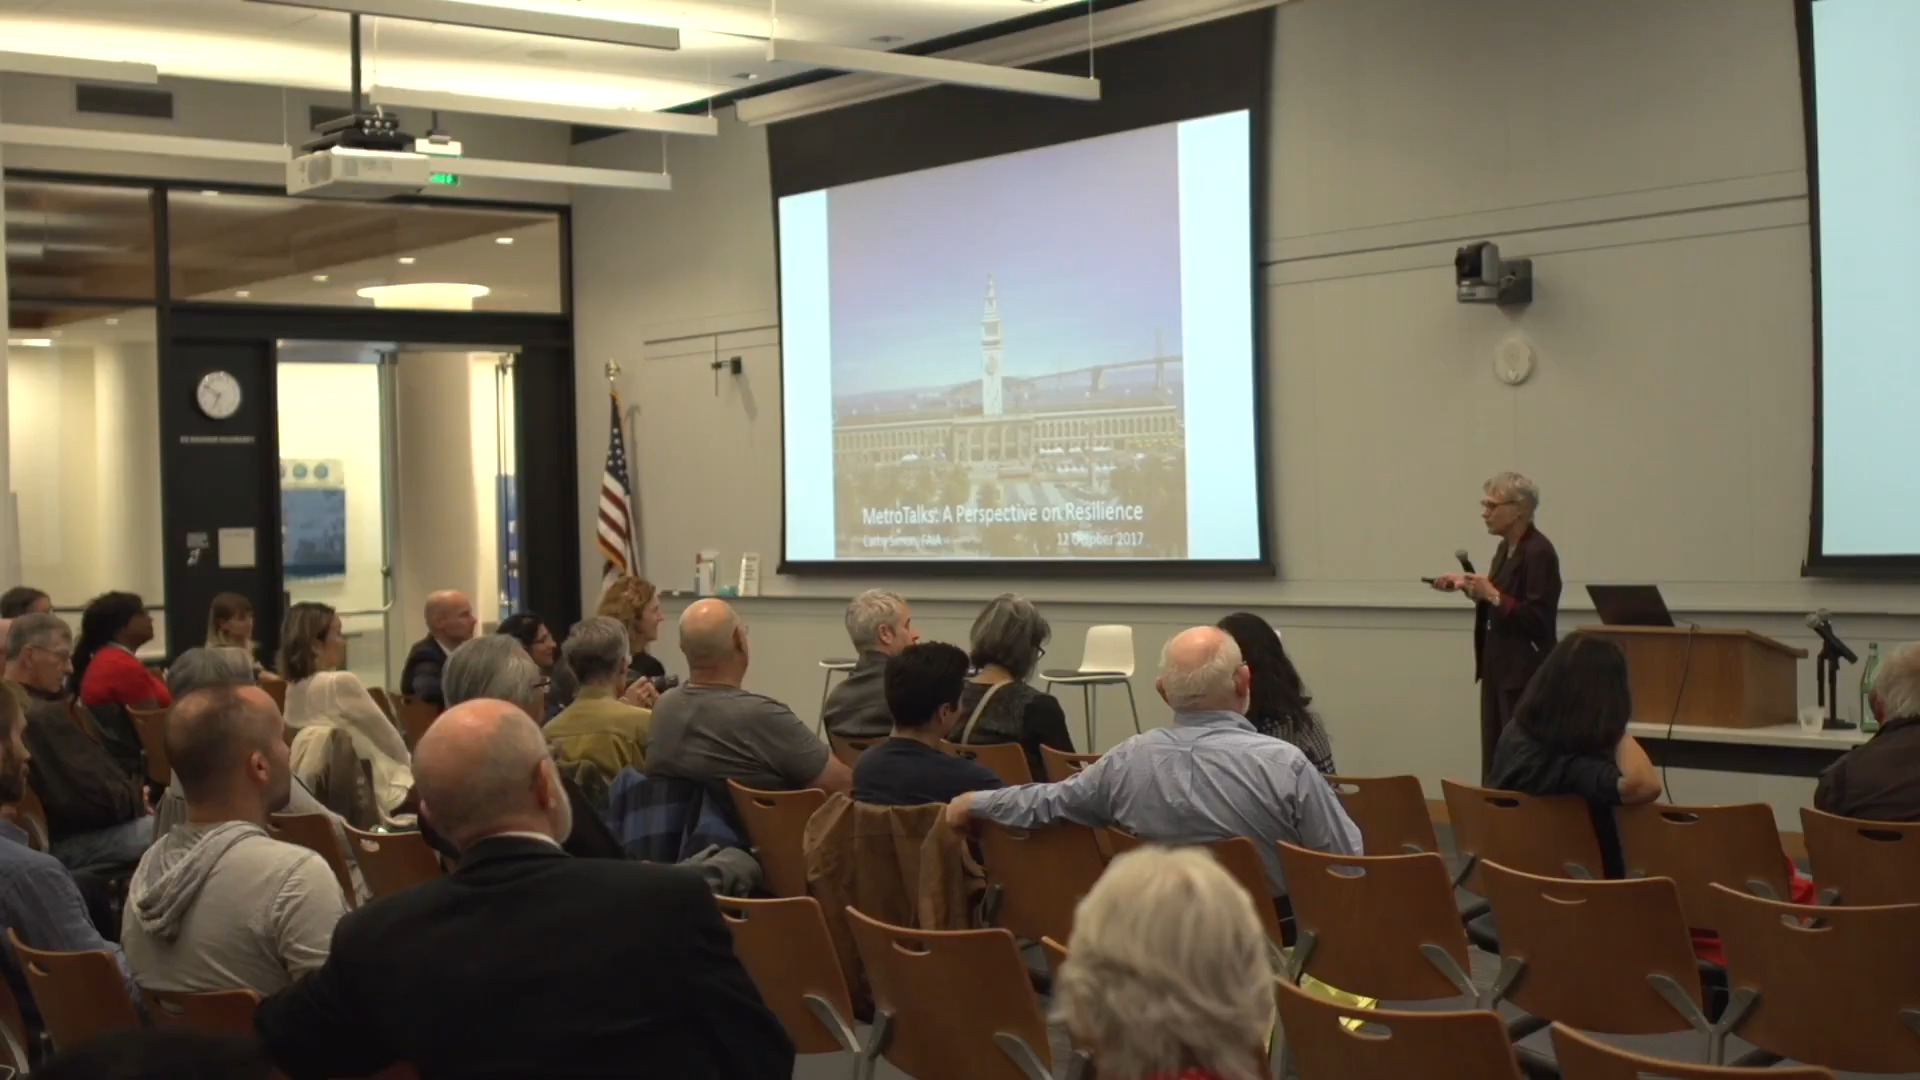 MetroTalks: A Perspective on Resilience
Cathy Simon, FAIA 12 October 2017